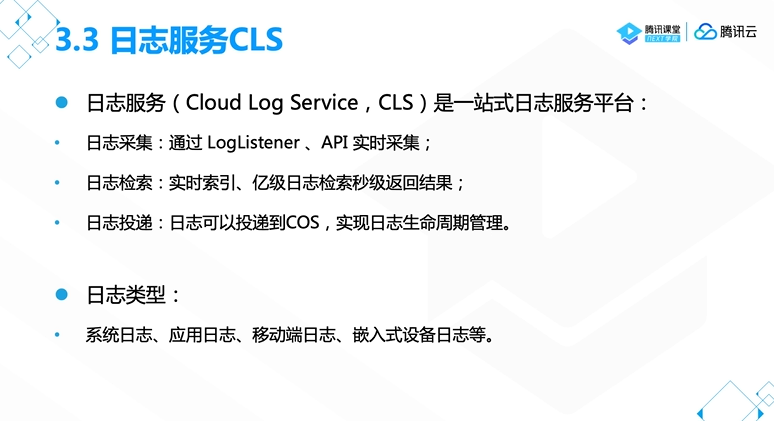 3.3 日志服务CLS
腾讯课堂
NEXT学院
腾讯云
日志服务（Cloud Log Service，CLS）是一站式日志服务平台：
日志采集：通过 LogListener 、API 实时采集；
日志检索：实时索引、亿级日志检索秒级返回结果；
日志投递：日志可以投递到COS，实现日志生命周期管理。
日志类型：
系统日志、应用日志、移动端日志、嵌入式设备日志等。